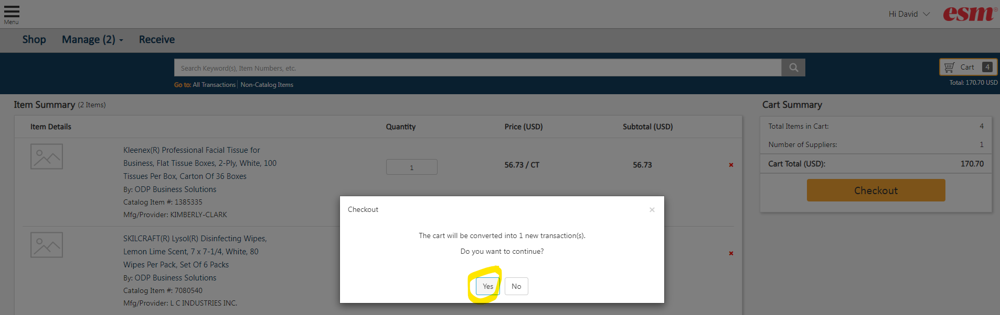 Menu
Hi David
esm®
Shop
Manage (2)
Receive
Search Keyword(s), Item Numbers, etc.
Cart 4
Go to: All Transactions | Non-Catalog Items
Total: 170.70 USD
Item Summary (2 Items)
Item Details
Quantity
Price (USD)
Subtotal (USD)
Kleenex(R) Professional Facial Tissue for
Business, Flat Tissue Boxes, 2-Ply, White, 100
Tissues Per Box, Carton Of 36 Boxes
By: ODP Business Solutions
Catalog Item #: 1385335
Mfg/Provider: KIMBERLY-CLARK
1
56.73 / CT
56.73
SKILCRAFT(R) Lysol(R) Disinfecting Wipes,
Lemon Lime Scent, 7 x 7-1/4, White, 80
Wipes Per Pack, Set Of 6 Packs
By: ODP Business Solutions
Catalog Item #: 7080540
Mfg/Provider: L C INDUSTRIES INC.
Cart Summary
Total Items in Cart: 4
Number of Suppliers: 1
Cart Total (USD): 170.70
Checkout
Checkout
The cart will be converted into 1 new transaction(s).
Do you want to continue?
Yes
No